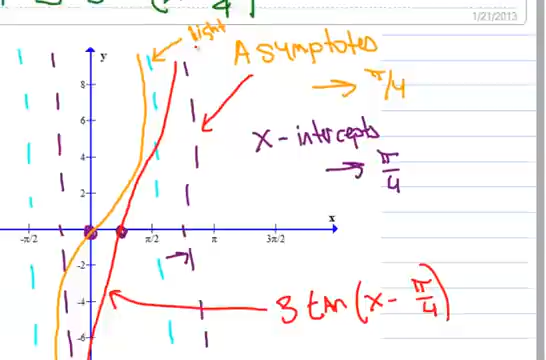 1/21/2013
right
Asymptotes
→ π/4
x-intercepts
→ π/4
y
8
6
4
2
x
-π/2
π/2
π
3π/2
-2
-4
-6
3 tan(x - π/4)